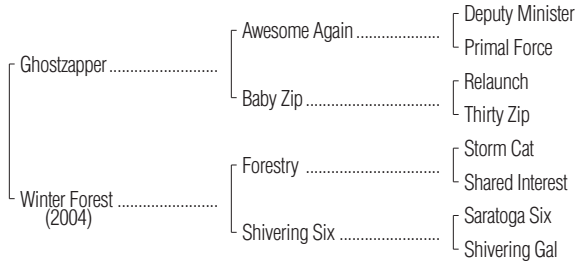 Deputy Minister
Awesome Again ..................
Primal Force
Ghostzapper .......................
Relaunch
Baby Zip .............................
Thirty Zip
Storm Cat
Forestry .............................
Shared Interest
Winter Forest .....................
(2004)
Saratoga Six
Shivering Six .....................
Shivering Gal